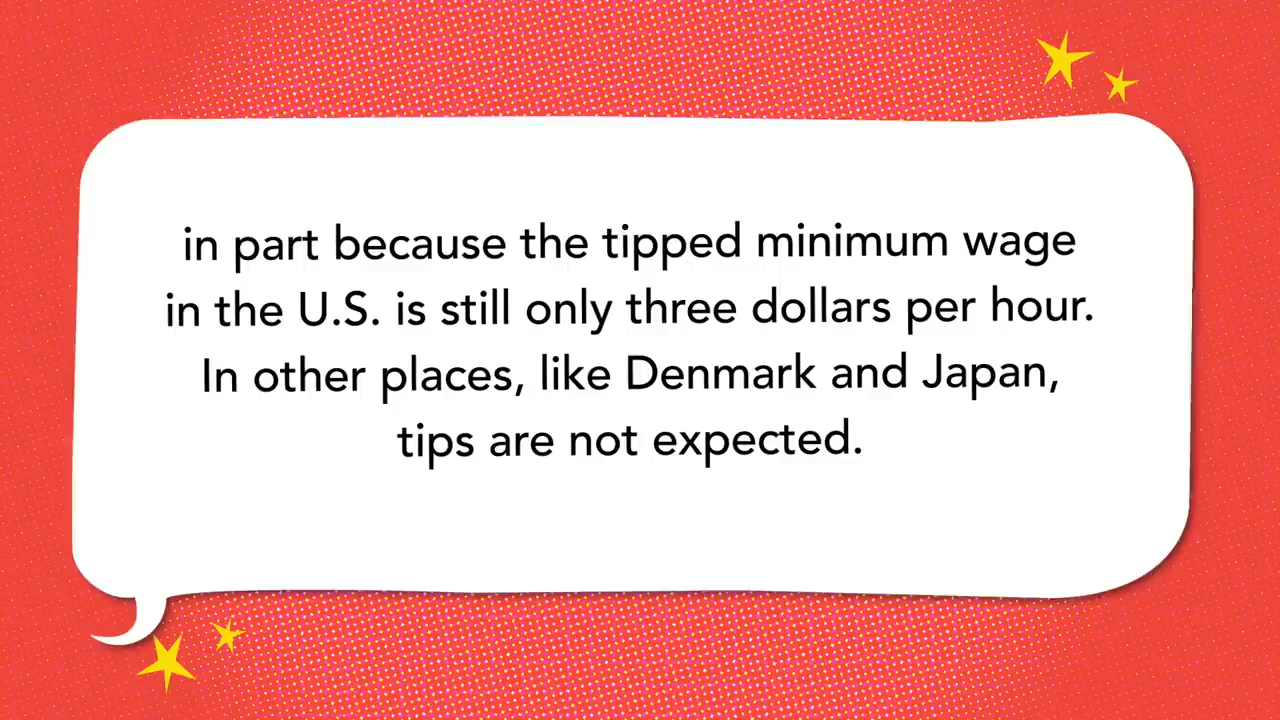 in part because the tipped minimum wage
in the U.S. is still only three dollars per hour.
In other places, like Denmark and Japan,
tips are not expected.